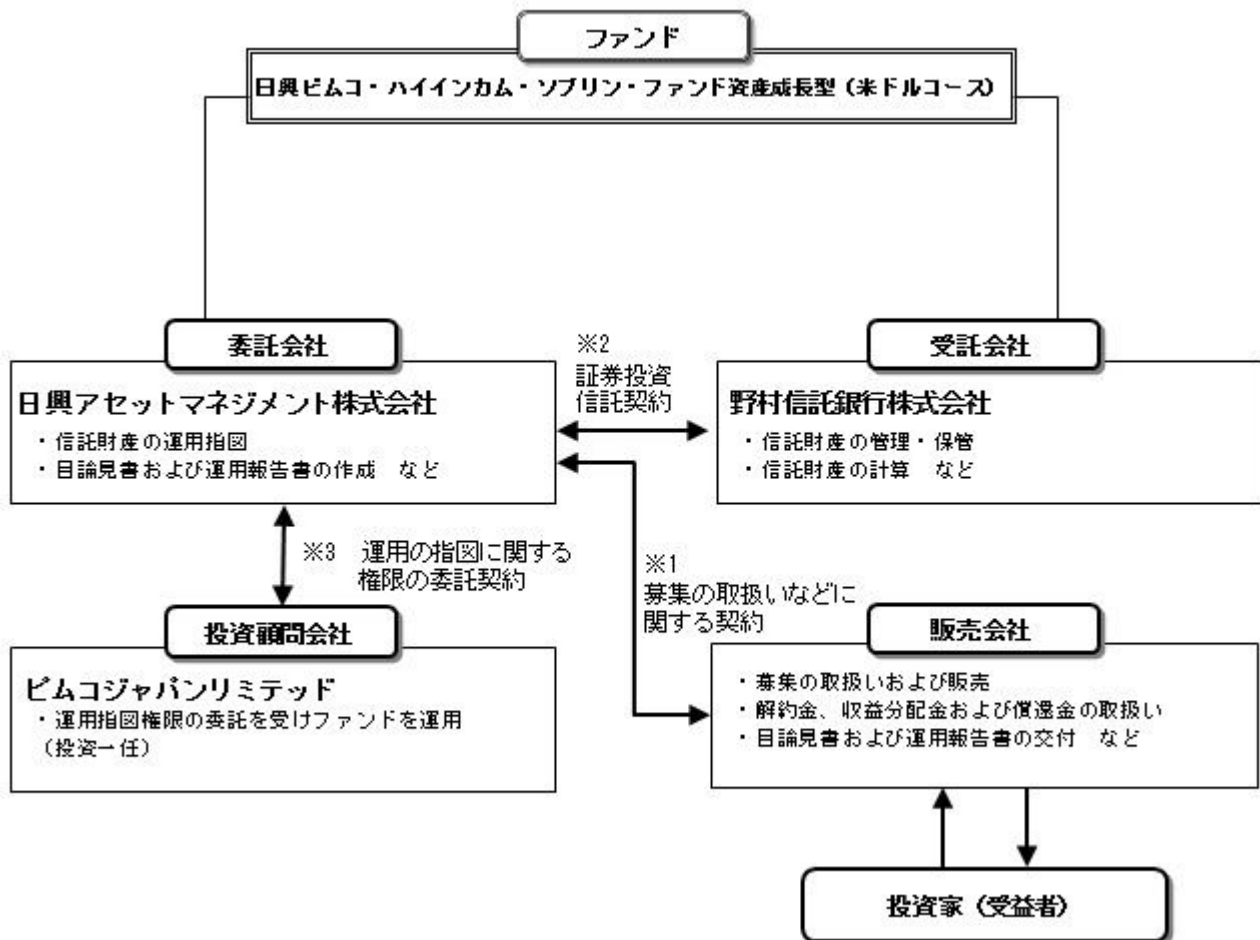 ファンド
日興ピムコ・ハイインカム・ソブリン・ファンド資産成長型（米ドルコース）
委託会社
日興アセットマネジメント株式会社
・信託財産の運用指図
・目論見書および運用報告書の作成　など
※2
証券投資
信託契約
受託会社
野村信託銀行株式会社
・信託財産の管理・保管
・信託財産の計算　など
※3　運用の指図に関する
権限の委託契約
※1
募集の取扱いなどに
関する契約
投資顧問会社
ピムコジャパンリミテッド
・運用指図権限の委託を受けファンドを運用
（投資一任）
販売会社
・募集の取扱いおよび販売
・解約金、収益分配金および償還金の取扱い
・目論見書および運用報告書の交付　など
投資家（受益者）